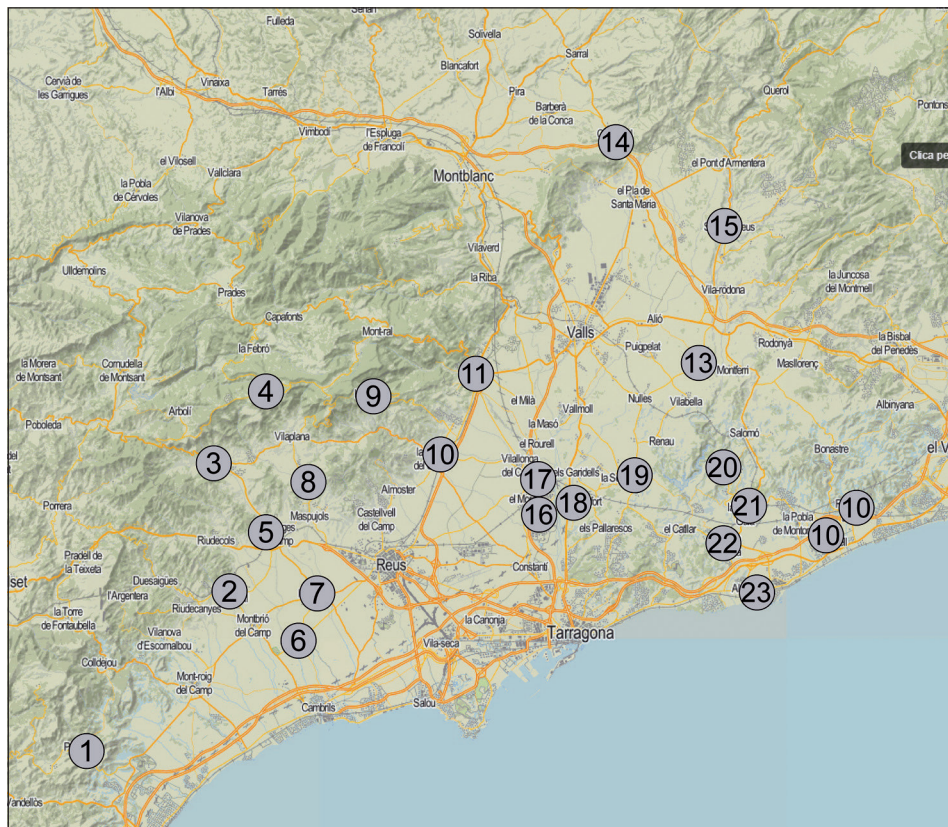 Senan
Fulleda
Solivella
Sarral
Cervià de
les Garrigues
l'Albi
Vinaixa
Tarrés
Blancafort
Pira
Barberà
de la Conca
Querol
Pontons
Vimbodí
l'Espluga
de Francolí
14
Clica pe
el Vilosell
Vallclara
Montblanc
el Pont d'Armentera
la Pobla
de Cérvoles
el Pla de
Santa Maria
Vilanova
de Prades
15
Vilaverd
Ulldemolins
la Riba
la Juncosa
del Montmell
Prades
Vila-rodona
Capafonts
Mont-ral
Valls
Alió
la Bisbal
del Penedès
la Febró
Puigpelat
Rodonyà
la Morera
de Montsant
Cornudella
de Montsant
11
13
Montferri
Masllorenç
4
9
el Milà
Nulles
Vilabella
Albinyana
Arbolí
Vallmoll
Poboleda
la Masó
Vilaplana
el Rourell
Renau
Salomó
Bonastre
el V
10
3
Vilallonga
17
els Garidells
19
20
8
Almoster
Porrera
Maspujols
Castellvell
del Camp
16
18
21
10
5
els Pallaresos
el Catllar
la Pobla
de Montor
10
Riudecols
22
Pradell de
la Teixeta
Duesaigües
l'Argentera
Reus
Constantí
2
7
23
la Torre
de Fontaubella
Riudecanyes
Montbrió
del Camp
la Canonja
Tarragona
Vilanova
d'Escornalbou
6
Vila-seca
Colldejou
Mont-roig
del Camp
Cambrils
Salou
1
Vandellòs